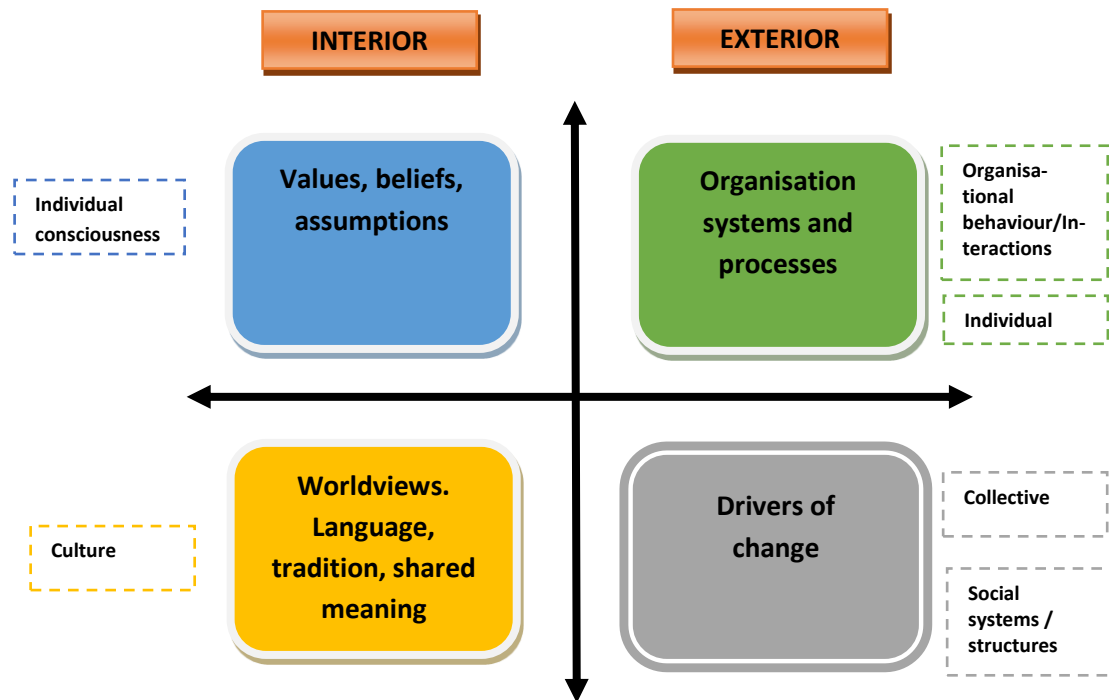 INTERIOR
EXTERIOR
Individual
consciousness
Values, beliefs,
assumptions
Organisation
systems and
processes
Organisa-
tional
behaviour/In-
teractions
Individual
Culture
Worldviews.
Language,
tradition, shared
meaning
Drivers of
change
Collective
Social
systems /
structures